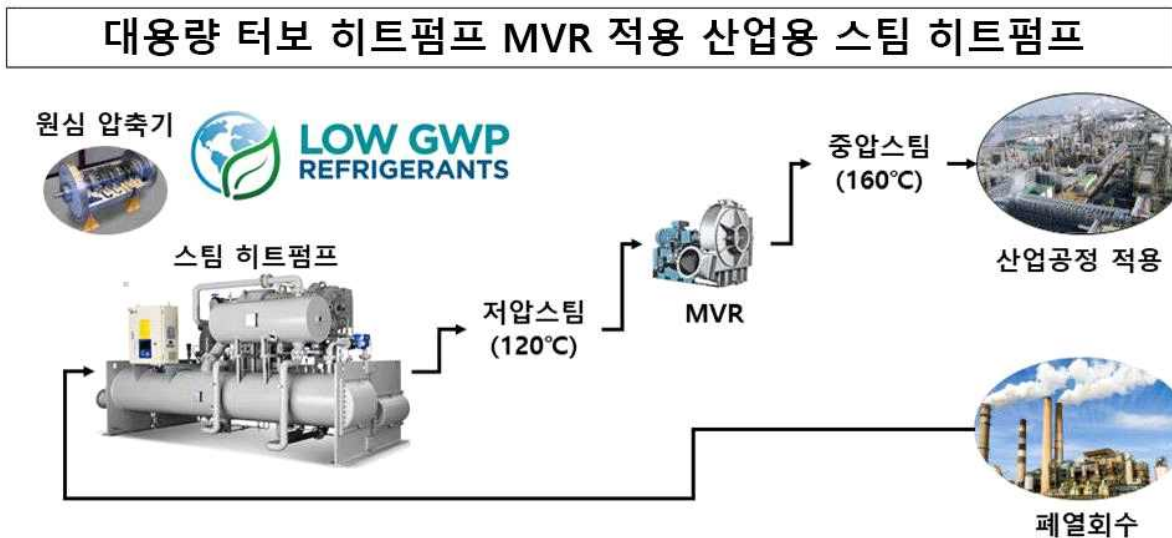 대용량 터보 히트펌프 MVR 적용 산업용 스팀 히트펌프
원심 압축기
LOW GWP
REFRIGERANTS
스팀 히트펌프
저압스팀
(120℃)
MVR
중압스팀
(160℃)
산업공정 적용
폐열회수